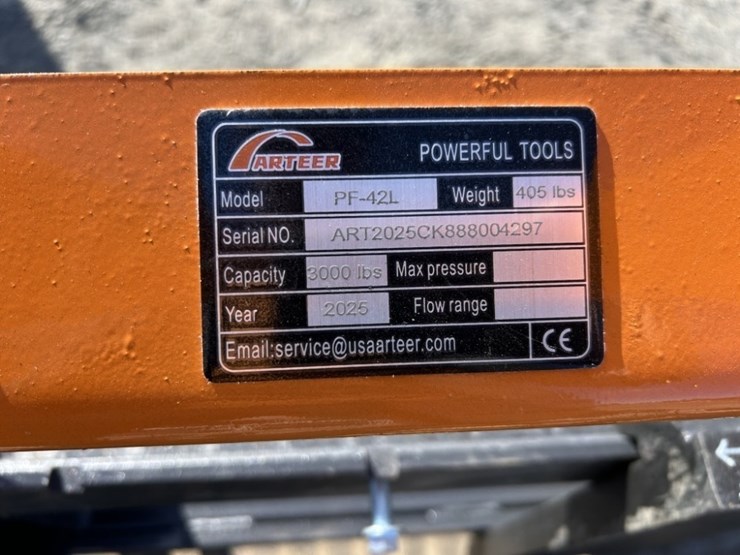 ARTEER POWERFUL TOOLS
Model PF-42L Weight 405 lbs
Serial NO. ART2025CK888004297
Capacity 3000 lbs Max pressure
Year 2025 Flow range
Email:service@usaarteer.com CE